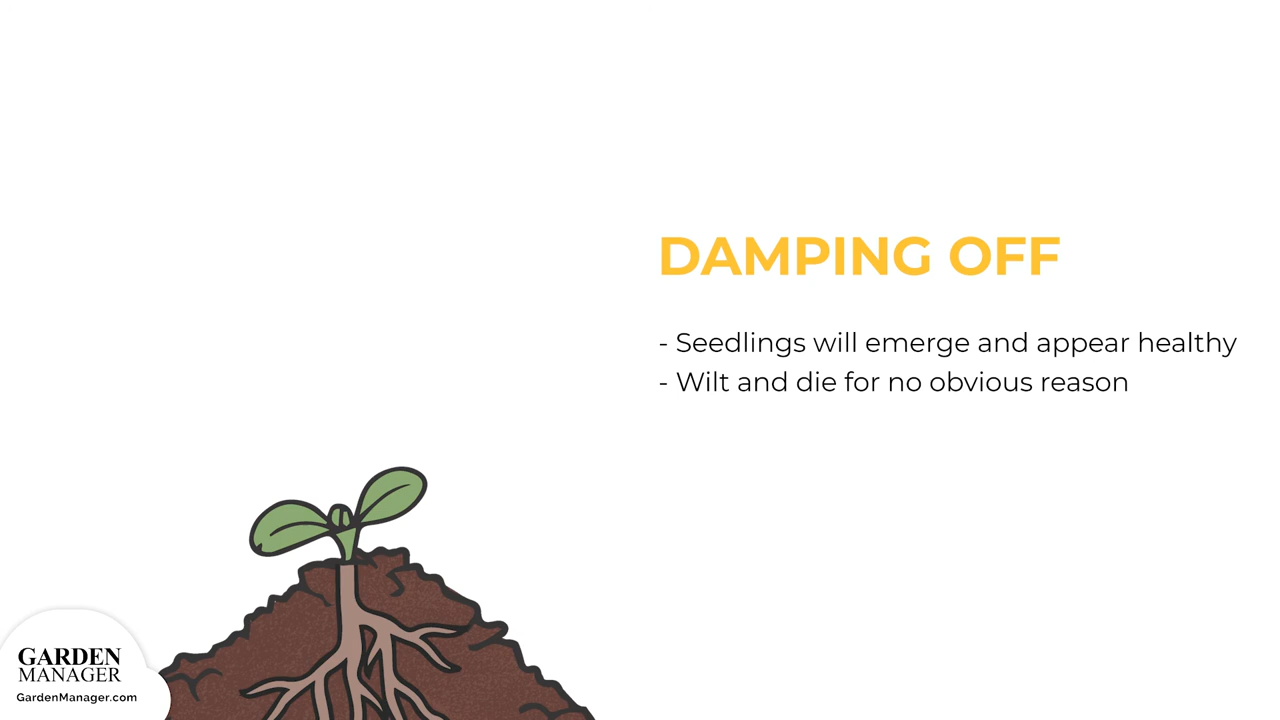 DAMPING OFF
- Seedlings will emerge and appear healthy
- Wilt and die for no obvious reason
GARDEN
MANAGER
GardenManager.com